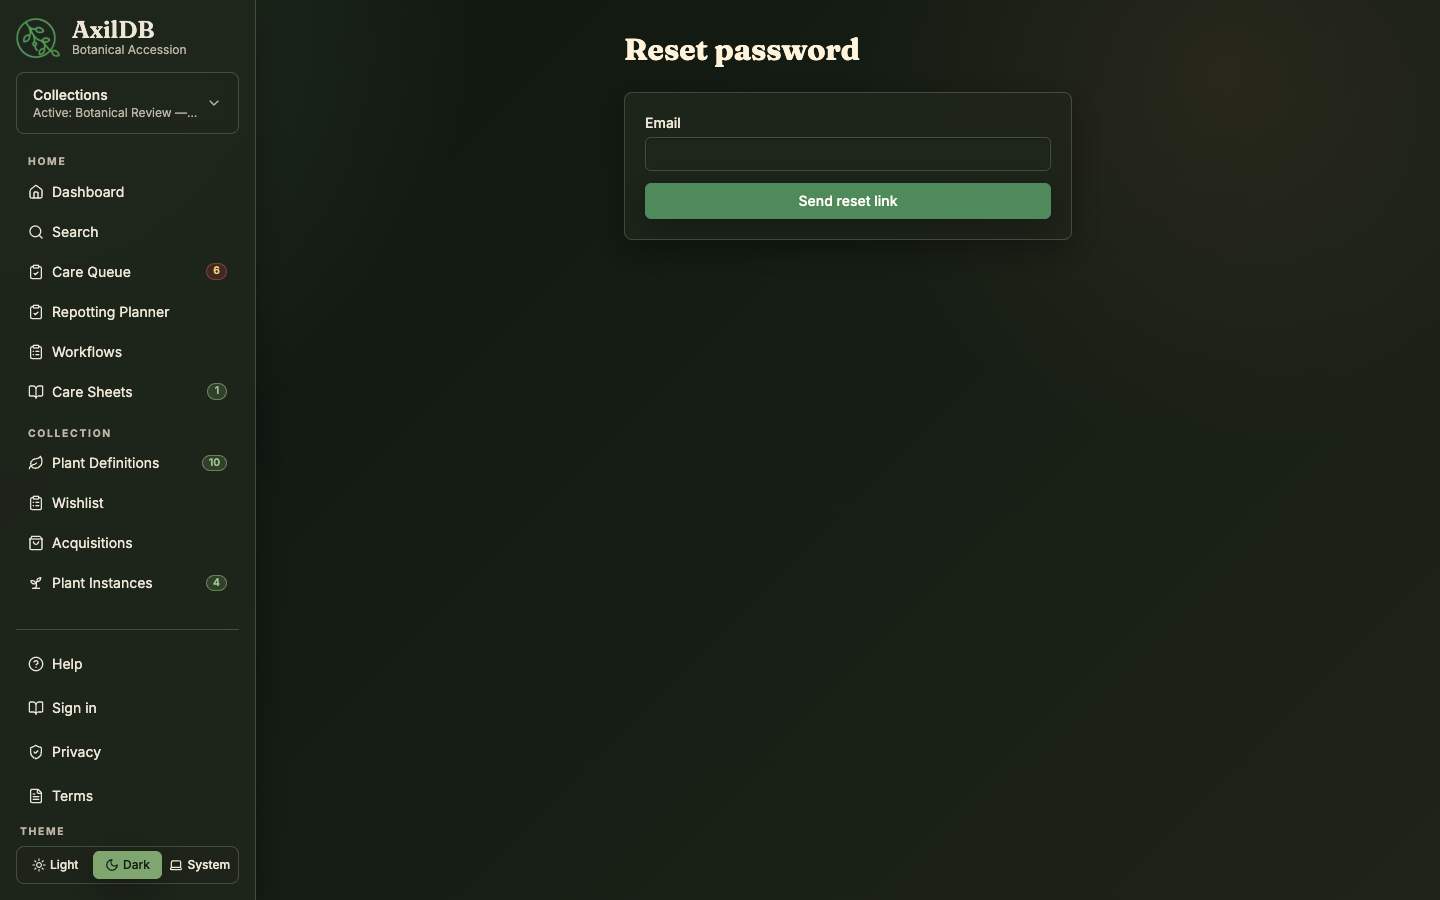 AxilDB
Botanical Accession
Collections
Active: Botanical Review —...
HOME
Dashboard
Search
Care Queue 6
Repotting Planner
Workflows
Care Sheets 1
COLLECTION
Plant Definitions 10
Wishlist
Acquisitions
Plant Instances 4
Help
Sign in
Privacy
Terms
THEME
Light Dark System
Reset password
Email
Send reset link